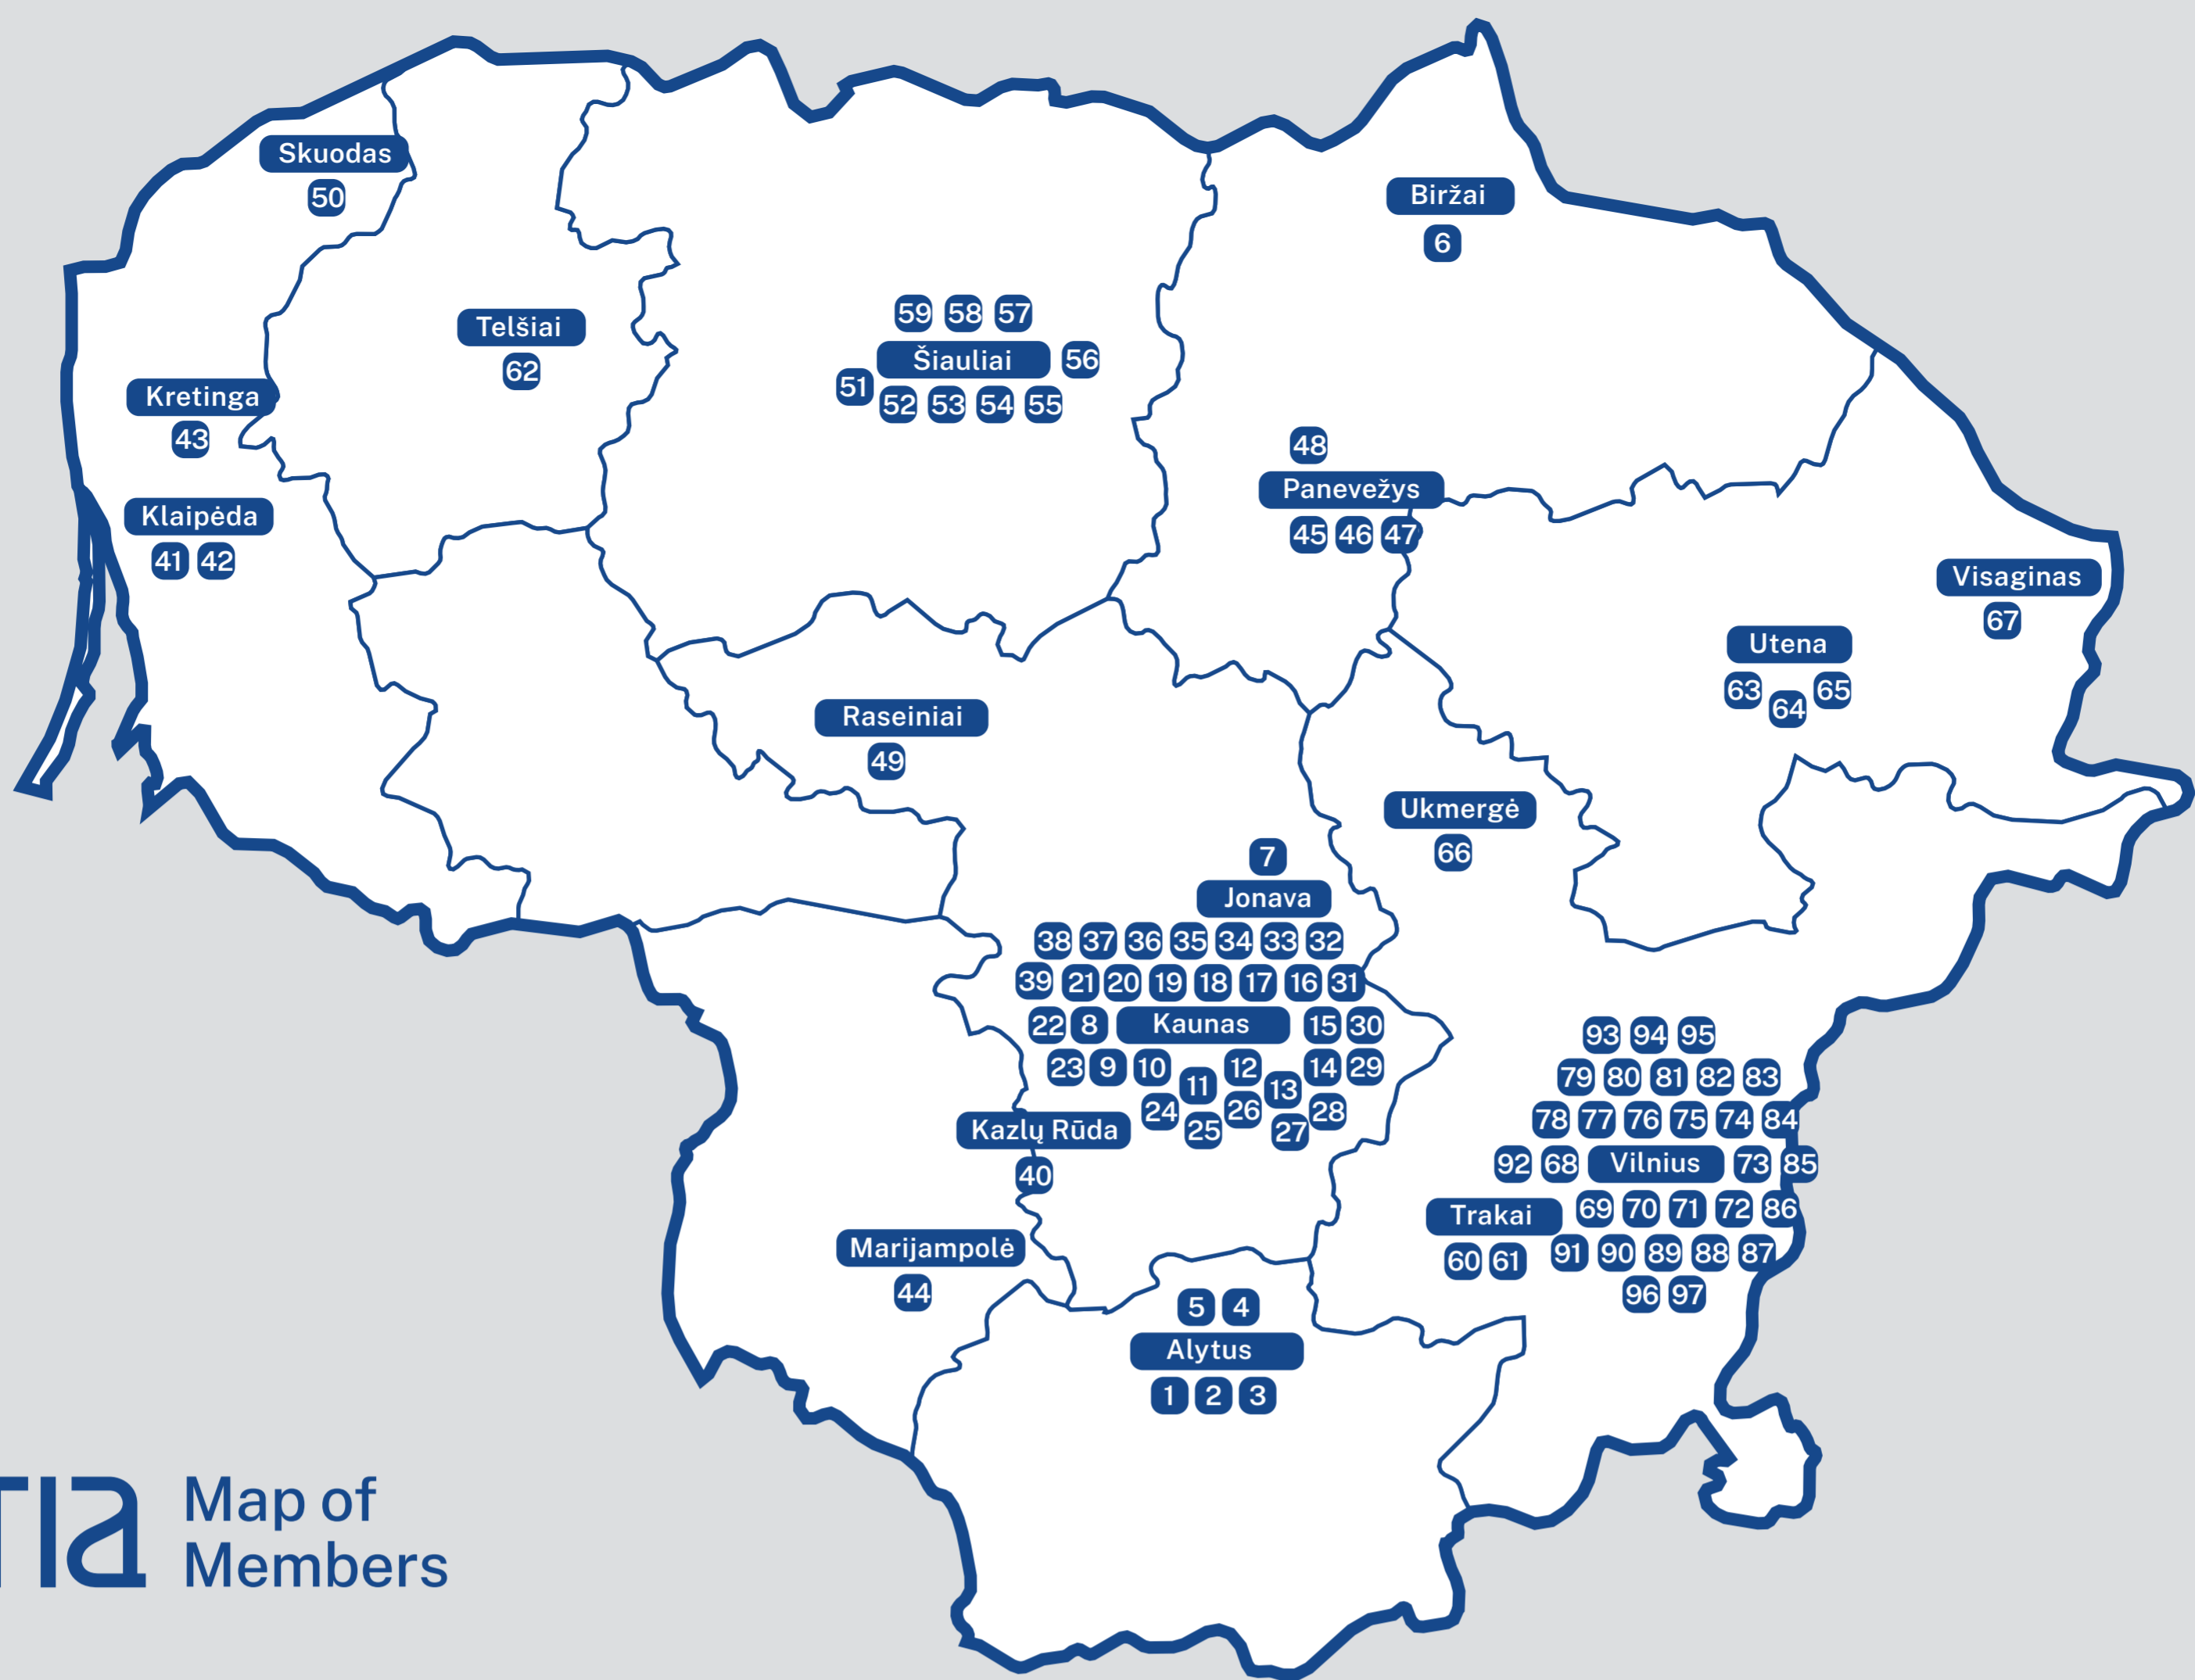 Skuodas
50
Biržai
6
59 58 57
Telšiai
62
Šiauliai 56
51
52 53 54 55
Kretinga
43
48
Panevėžys
45 46 47
Klaipėda
41 42
Visaginas
67
Utena
63 64 65
Raseiniai
49
Ukmergė
66
7
Jonava
38 37 36 35 34 33 32
39 21 20 19 18 17 16 31
22 8 Kaunas 15 30
23 9 10 11 12 13 14 29
24 25 26 27 28
Kazlų Rūda
40
93 94 95
79 80 81 82 83
78 77 76 75 74 84
92 68 Vilnius 73 85
Trakai 69 70 71 72 86
60 61 91 90 89 88 87
96 97
Marijampolė
44
5 4
Alytus
1 2 3
Map of
Members